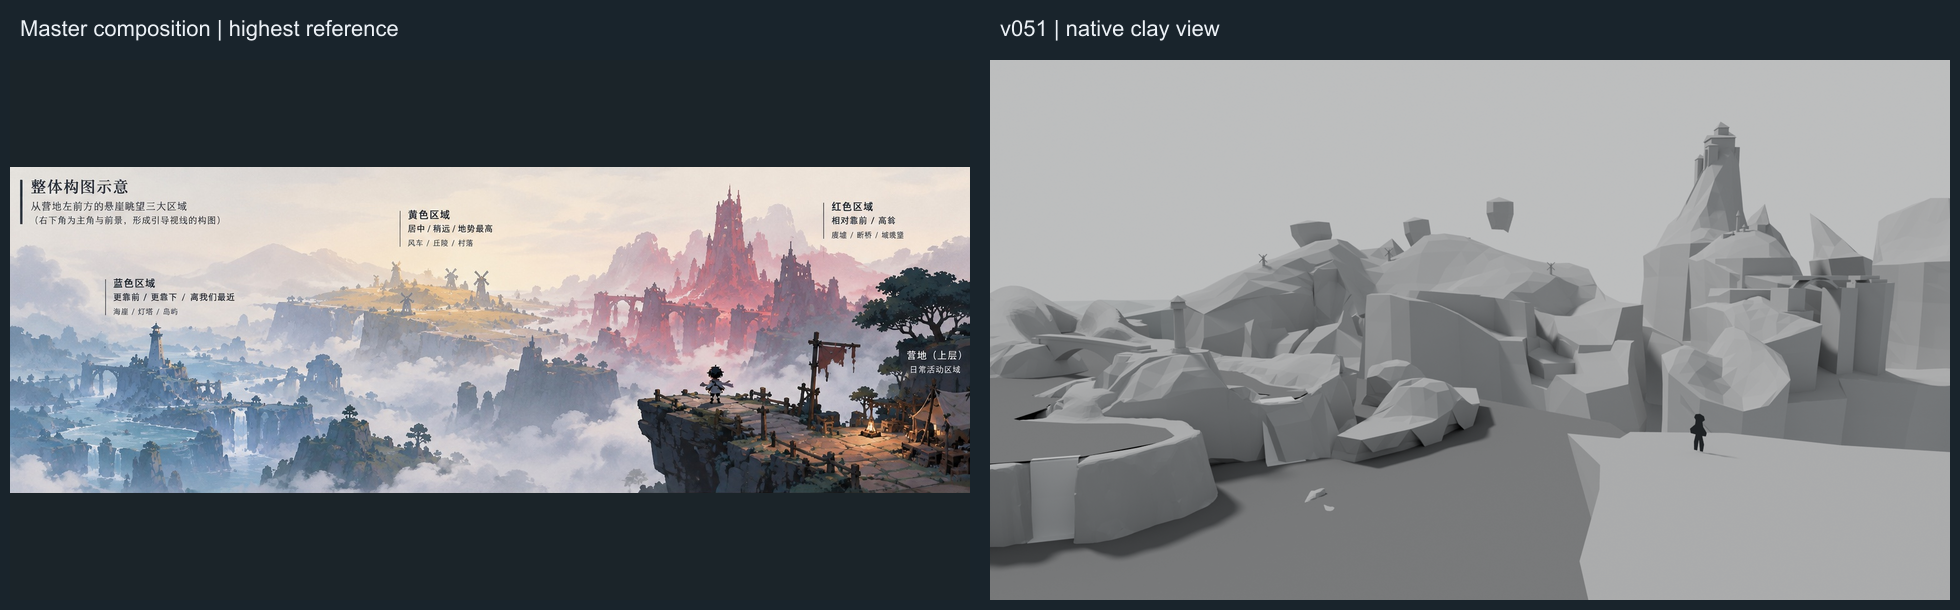 Master composition | highest reference
v051 | native clay view
整体构图示意
从营地左前方的悬崖眺望三大区域
（右下角为主角与前景，形成引导视线的构图）
黄色区域
居中 / 稍远 / 地势最高
风车 / 丘陵 / 村落
红色区域
相对靠前 / 高耸
废墟 / 断桥 / 城堡塔
蓝色区域
更靠前 / 更靠下 / 离我们最近
海崖 / 灯塔 / 岛屿
营地（上层）
日常活动区域